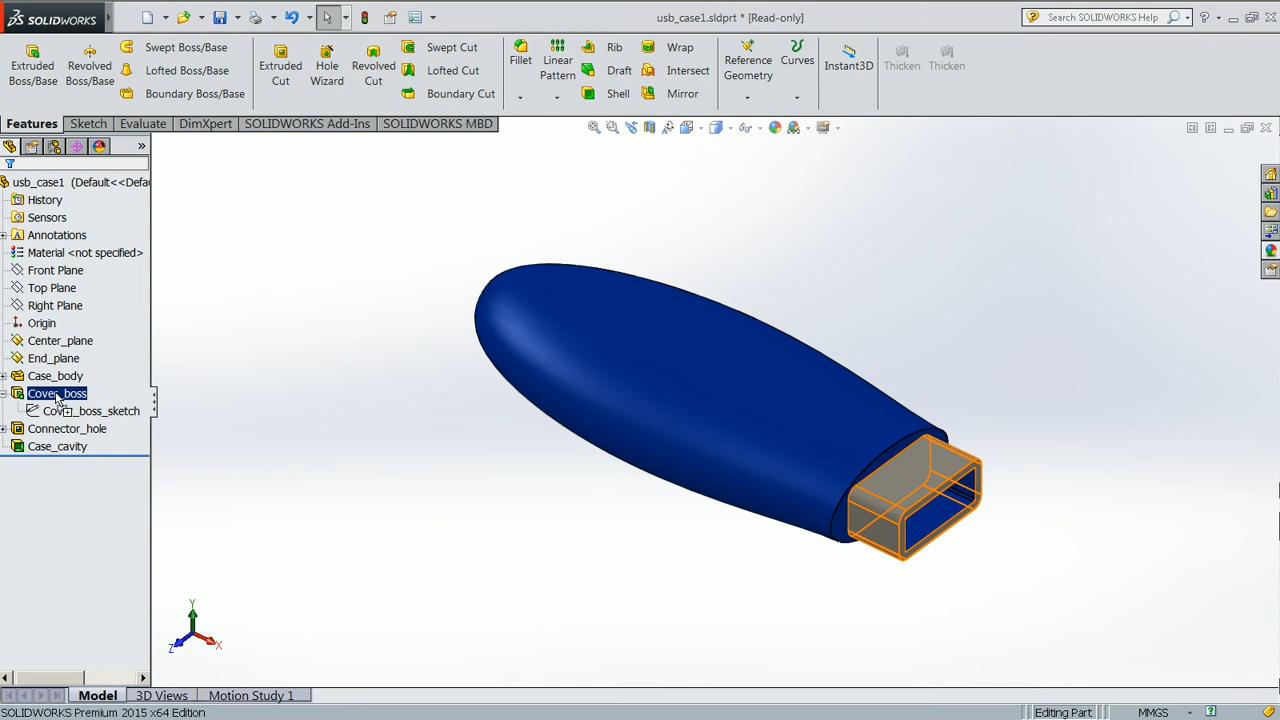 SOLIDWORKS
usb_case1.sldprt * [Read-only]
Search SOLIDWORKS Help
Extruded Boss/Base
Revolved Boss/Base
Swept Boss/Base
Lofted Boss/Base
Boundary Boss/Base
Extruded Cut
Hole Wizard
Revolved Cut
Swept Cut
Lofted Cut
Boundary Cut
Fillet
Linear Pattern
Rib
Draft
Shell
Wrap
Intersect
Mirror
Reference Geometry
Curves
Instant3D
Thicken
Thicken
Features
Sketch
Evaluate
DimXpert
SOLIDWORKS Add-Ins
SOLIDWORKS MBD
usb_case1 (Default<<Defau
History
Sensors
Annotations
Material <not specified>
Front Plane
Top Plane
Right Plane
Origin
Center_plane
End_plane
Case_body
Cover_boss
Cover_boss_sketch
Connector_hole
Case_cavity
Y
X
Z
Model
3D Views
Motion Study 1
SOLIDWORKS Premium 2015 x64 Edition
Editing Part
MMGS